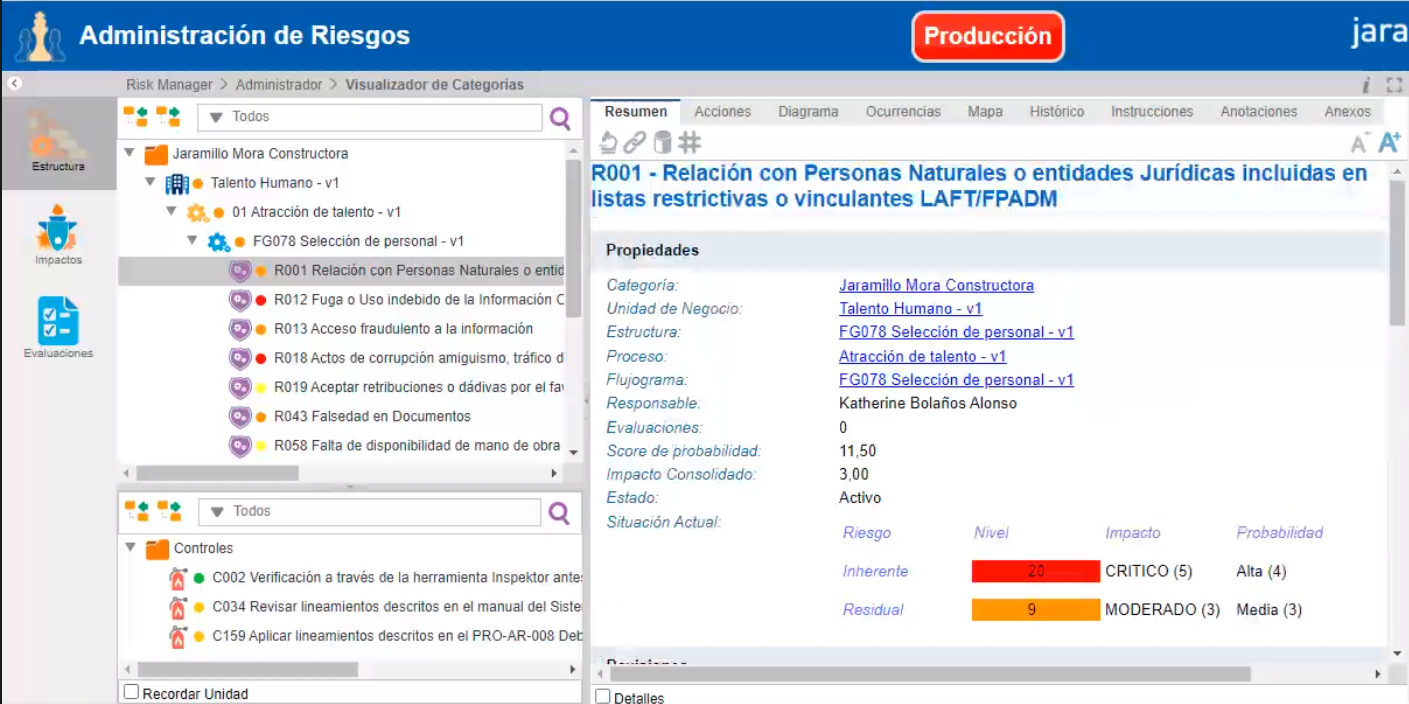 Administración de Riesgos
Producción
jara
Risk Manager > Administrador > Visualizador de Categorías
Estructura
Impactos
Evaluaciones
Todos
Jaramillo Mora Constructora
Talento Humano - v1
01 Atracción de talento - v1
FG078 Selección de personal - v1
R001 Relación con Personas Naturales o entid
R012 Fuga o Uso indebido de la Información C
R013 Acceso fraudulento a la información
R018 Actos de corrupción amiguismo, tráfico d
R019 Aceptar retribuciones o dádivas por el fav
R043 Falsedad en Documentos
R058 Falta de disponibilidad de mano de obra
Todos
Controles
C002 Verificación a través de la herramienta Inspektor antes
C034 Revisar lineamientos descritos en el manual del Siste
C159 Aplicar lineamientos descritos en el PRO-AR-008 Deb
Recordar Unidad
Resumen Acciones Diagrama Ocurrencias Mapa Histórico Instrucciones Anotaciones Anexos
A- A+
R001 - Relación con Personas Naturales o entidades Jurídicas incluidas en
listas restrictivas o vinculantes LAFT/FPADM
Propiedades
Categoría: Jaramillo Mora Constructora
Unidad de Negocio: Talento Humano - v1
Estructura: FG078 Selección de personal - v1
Proceso: Atracción de talento - v1
Flujograma: FG078 Selección de personal - v1
Responsable: Katherine Bolaños Alonso
Evaluaciones: 0
Score de probabilidad: 11,50
Impacto Consolidado: 3,00
Estado: Activo
Situación Actual:
Riesgo Nivel Impacto Probabilidad
Inherente 20 CRITICO (5) Alta (4)
Residual 9 MODERADO (3) Media (3)
Detalles